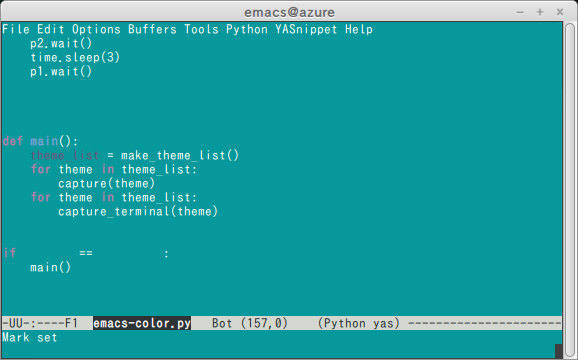 emacs@azure
File Edit Options Buffers Tools Python YASnippet Help
p2.wait()
time.sleep(3)
p1.wait()
def main():
theme_list = make_theme_list()
for theme in theme_list:
capture(theme)
for theme in theme_list:
capture_terminal(theme)
if == :
main()
-UU-:----F1 emacs-color.py Bot (157,0) (Python yas) ----------------------
Mark set